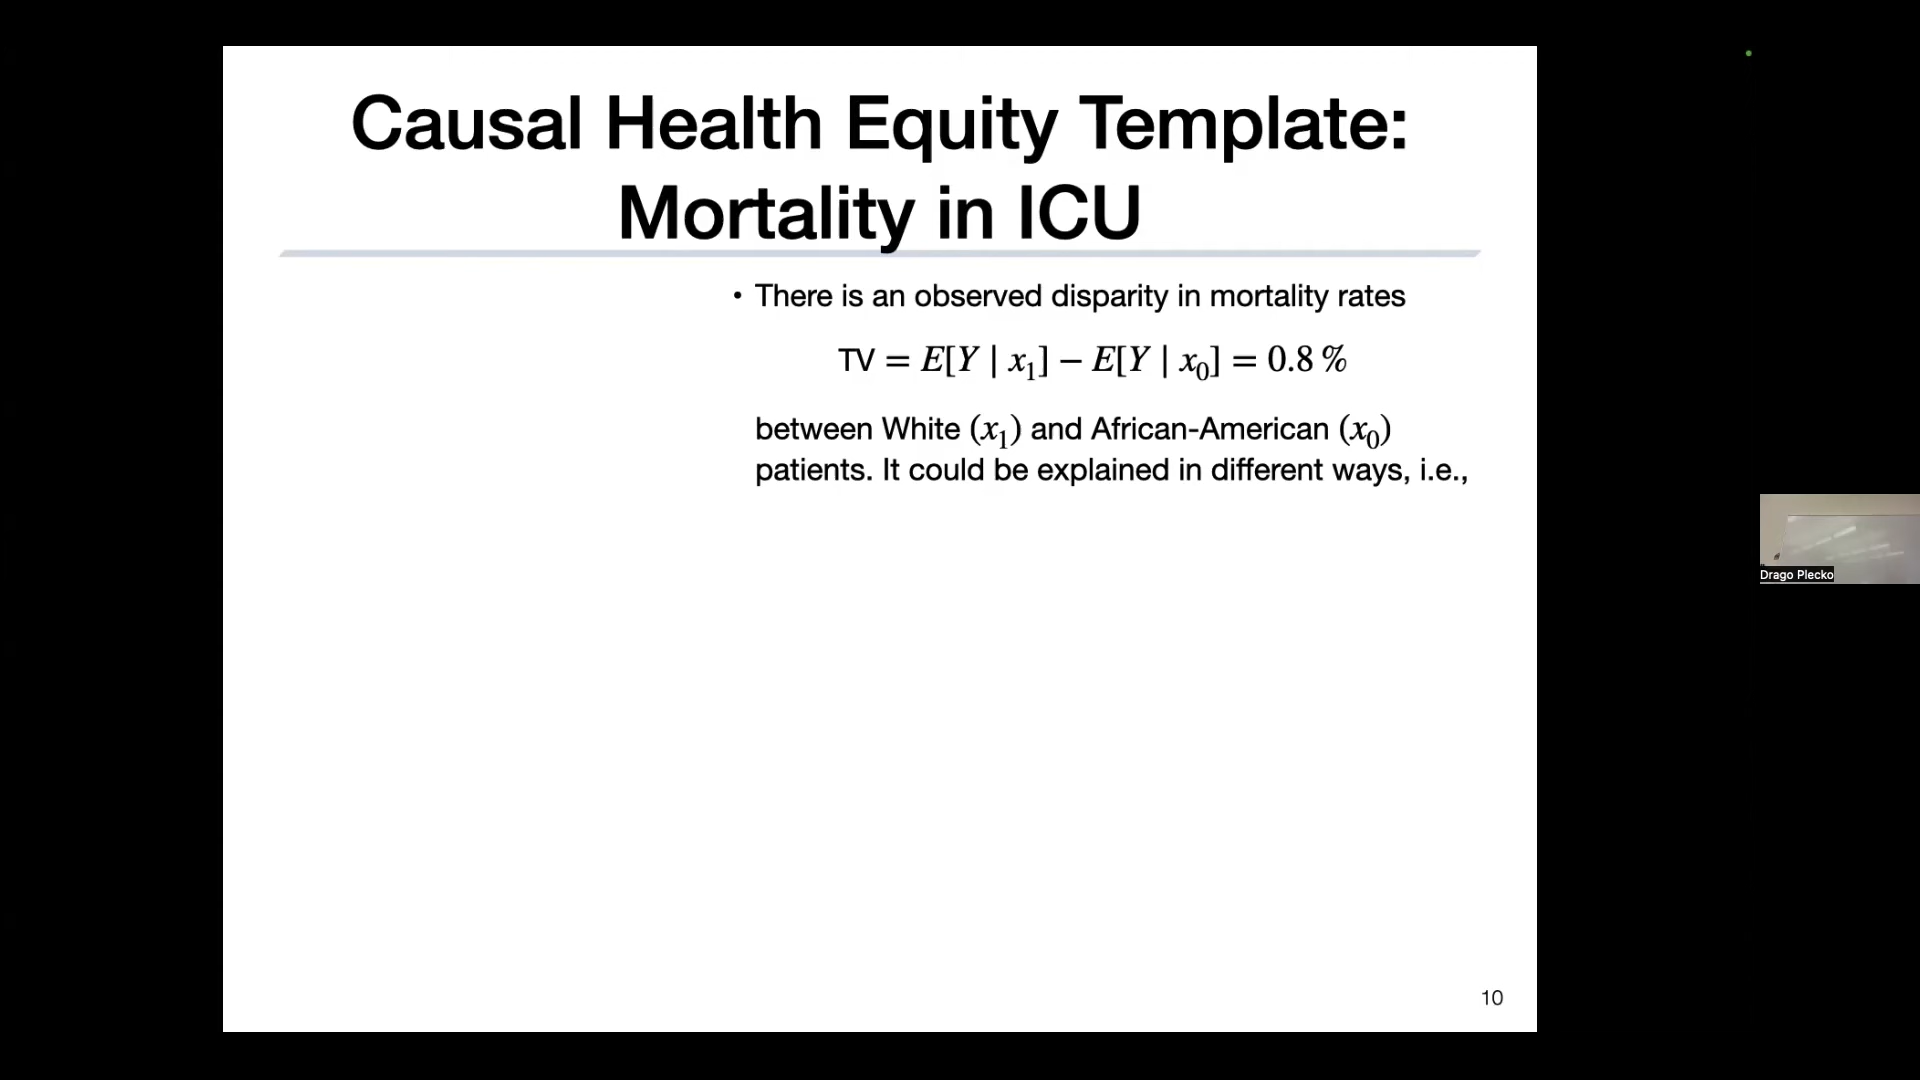 Causal Health Equity Template:
Mortality in ICU
• There is an observed disparity in mortality rates
TV = E[Y | x₁] − E[Y | x₀] = 0.8 %
between White (x₁) and African-American (x₀)
patients. It could be explained in different ways, i.e.,
Drago Plecko
10